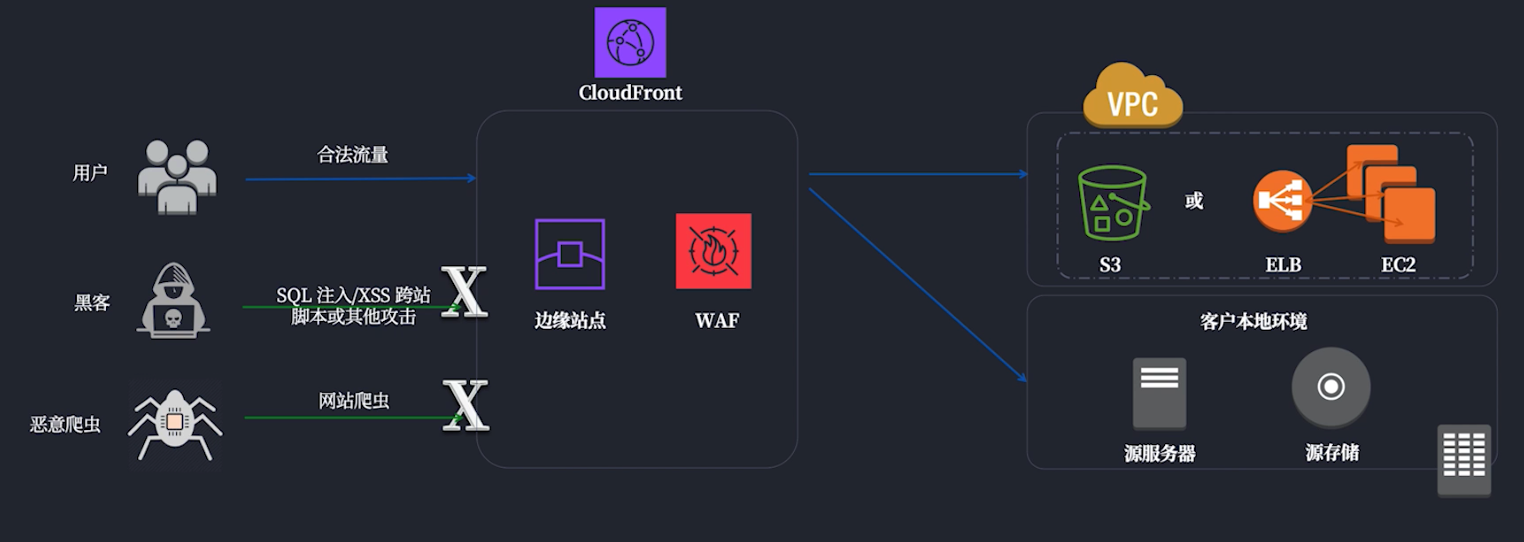 CloudFront
VPC
用户
合法流量
S3
或
ELB
EC2
黑客
SQL 注入/XSS 跨站
脚本或其他攻击
X
边缘站点
WAF
客户本地环境
恶意爬虫
网站爬虫
X
源服务器
源存储